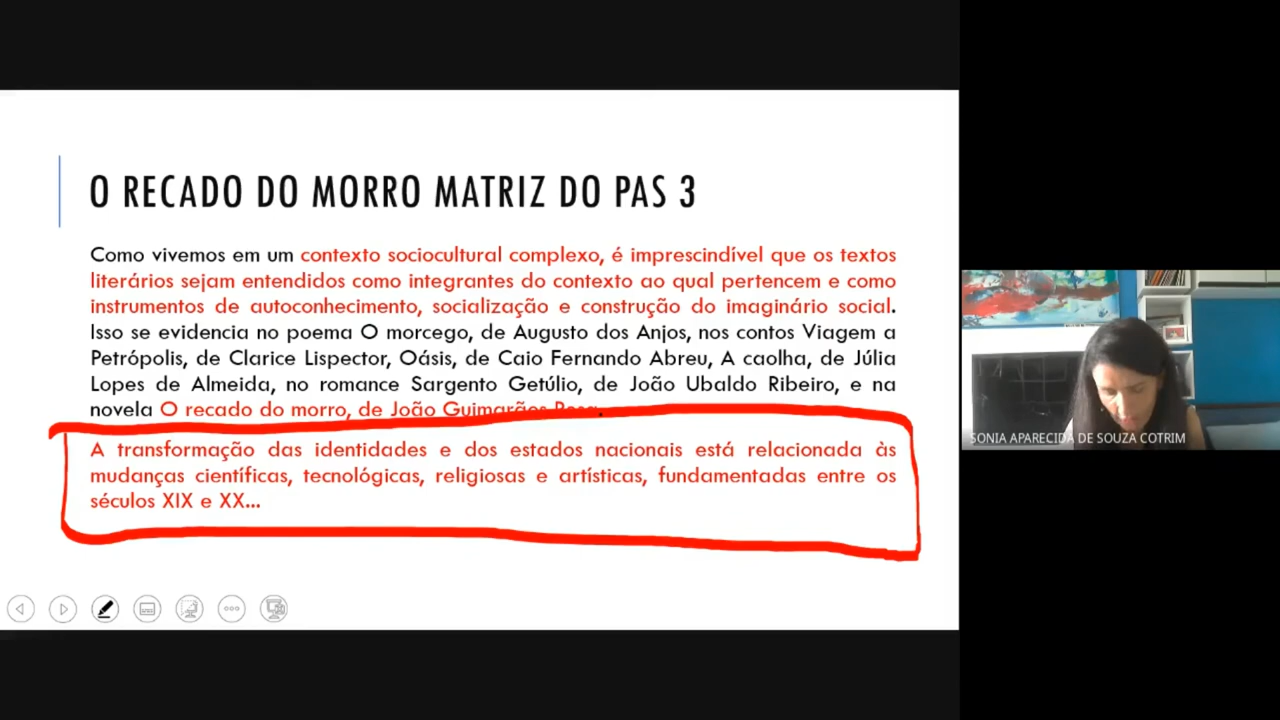 O RECADO DO MORRO MATRIZ DO PAS 3
Como vivemos em um contexto sociocultural complexo, é imprescindível que os textos
literários sejam entendidos como integrantes do contexto ao qual pertencem e como
instrumentos de autoconhecimento, socialização e construção do imaginário social.
Isso se evidencia no poema O morcego, de Augusto dos Anjos, nos contos Viagem a
Petrópolis, de Clarice Lispector, Oásis, de Caio Fernando Abreu, A caolha, de Júlia
Lopes de Almeida, no romance Sargento Getúlio, de João Ubaldo Ribeiro, e na
novela O recado do morro, de João Guimarães Rosa.
A transformação das identidades e dos estados nacionais está relacionada às
mudanças científicas, tecnológicas, religiosas e artísticas, fundamentadas entre os
séculos XIX e XX...
SONIA APARECIDA DE SOUZA COTRIM